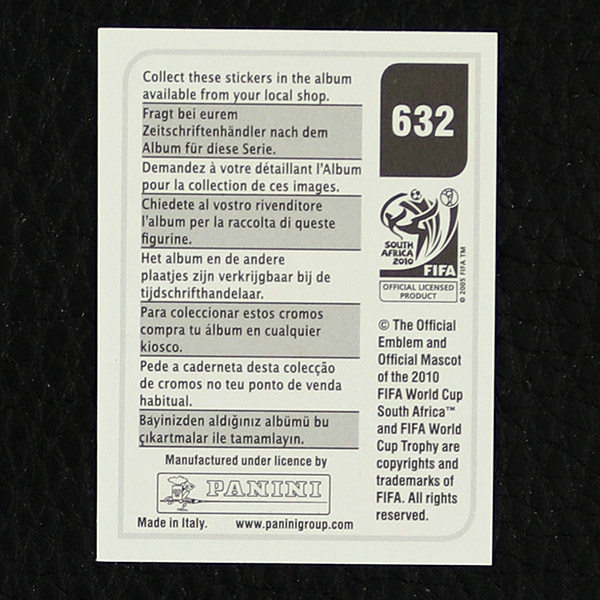 Collect these stickers in the album
available from your local shop.
Fragt bei eurem
Zeitschriftenhändler nach dem
Album für diese Serie.
Demandez à votre détaillant l'Album
pour la collection de ces images.
Chiedete al vostro rivenditore
l'album per la raccolta di queste
figurine.
Het album en de andere
plaatjes zijn verkrijgbaar bij de
tijdschrifthandelaar.
Para coleccionar estos cromos
compra tu álbum en cualquier
kiosco.
Pede a caderneta desta colecção
de cromos no teu ponto de venda
habitual.
Bayinizden aldığınız albümü bu
çıkartmalar ile tamamlayın.
Manufactured under licence by
PANINI
Made in Italy. www.paninigroup.com
632
SOUTH
AFRICA
2010
FIFA
OFFICIAL LICENSED
PRODUCT
© 2005 FIFA TM
© The Official
Emblem and
Official Mascot
of the 2010
FIFA World Cup
South Africa™
and FIFA World
Cup Trophy are
copyrights and
trademarks of
FIFA. All rights
reserved.